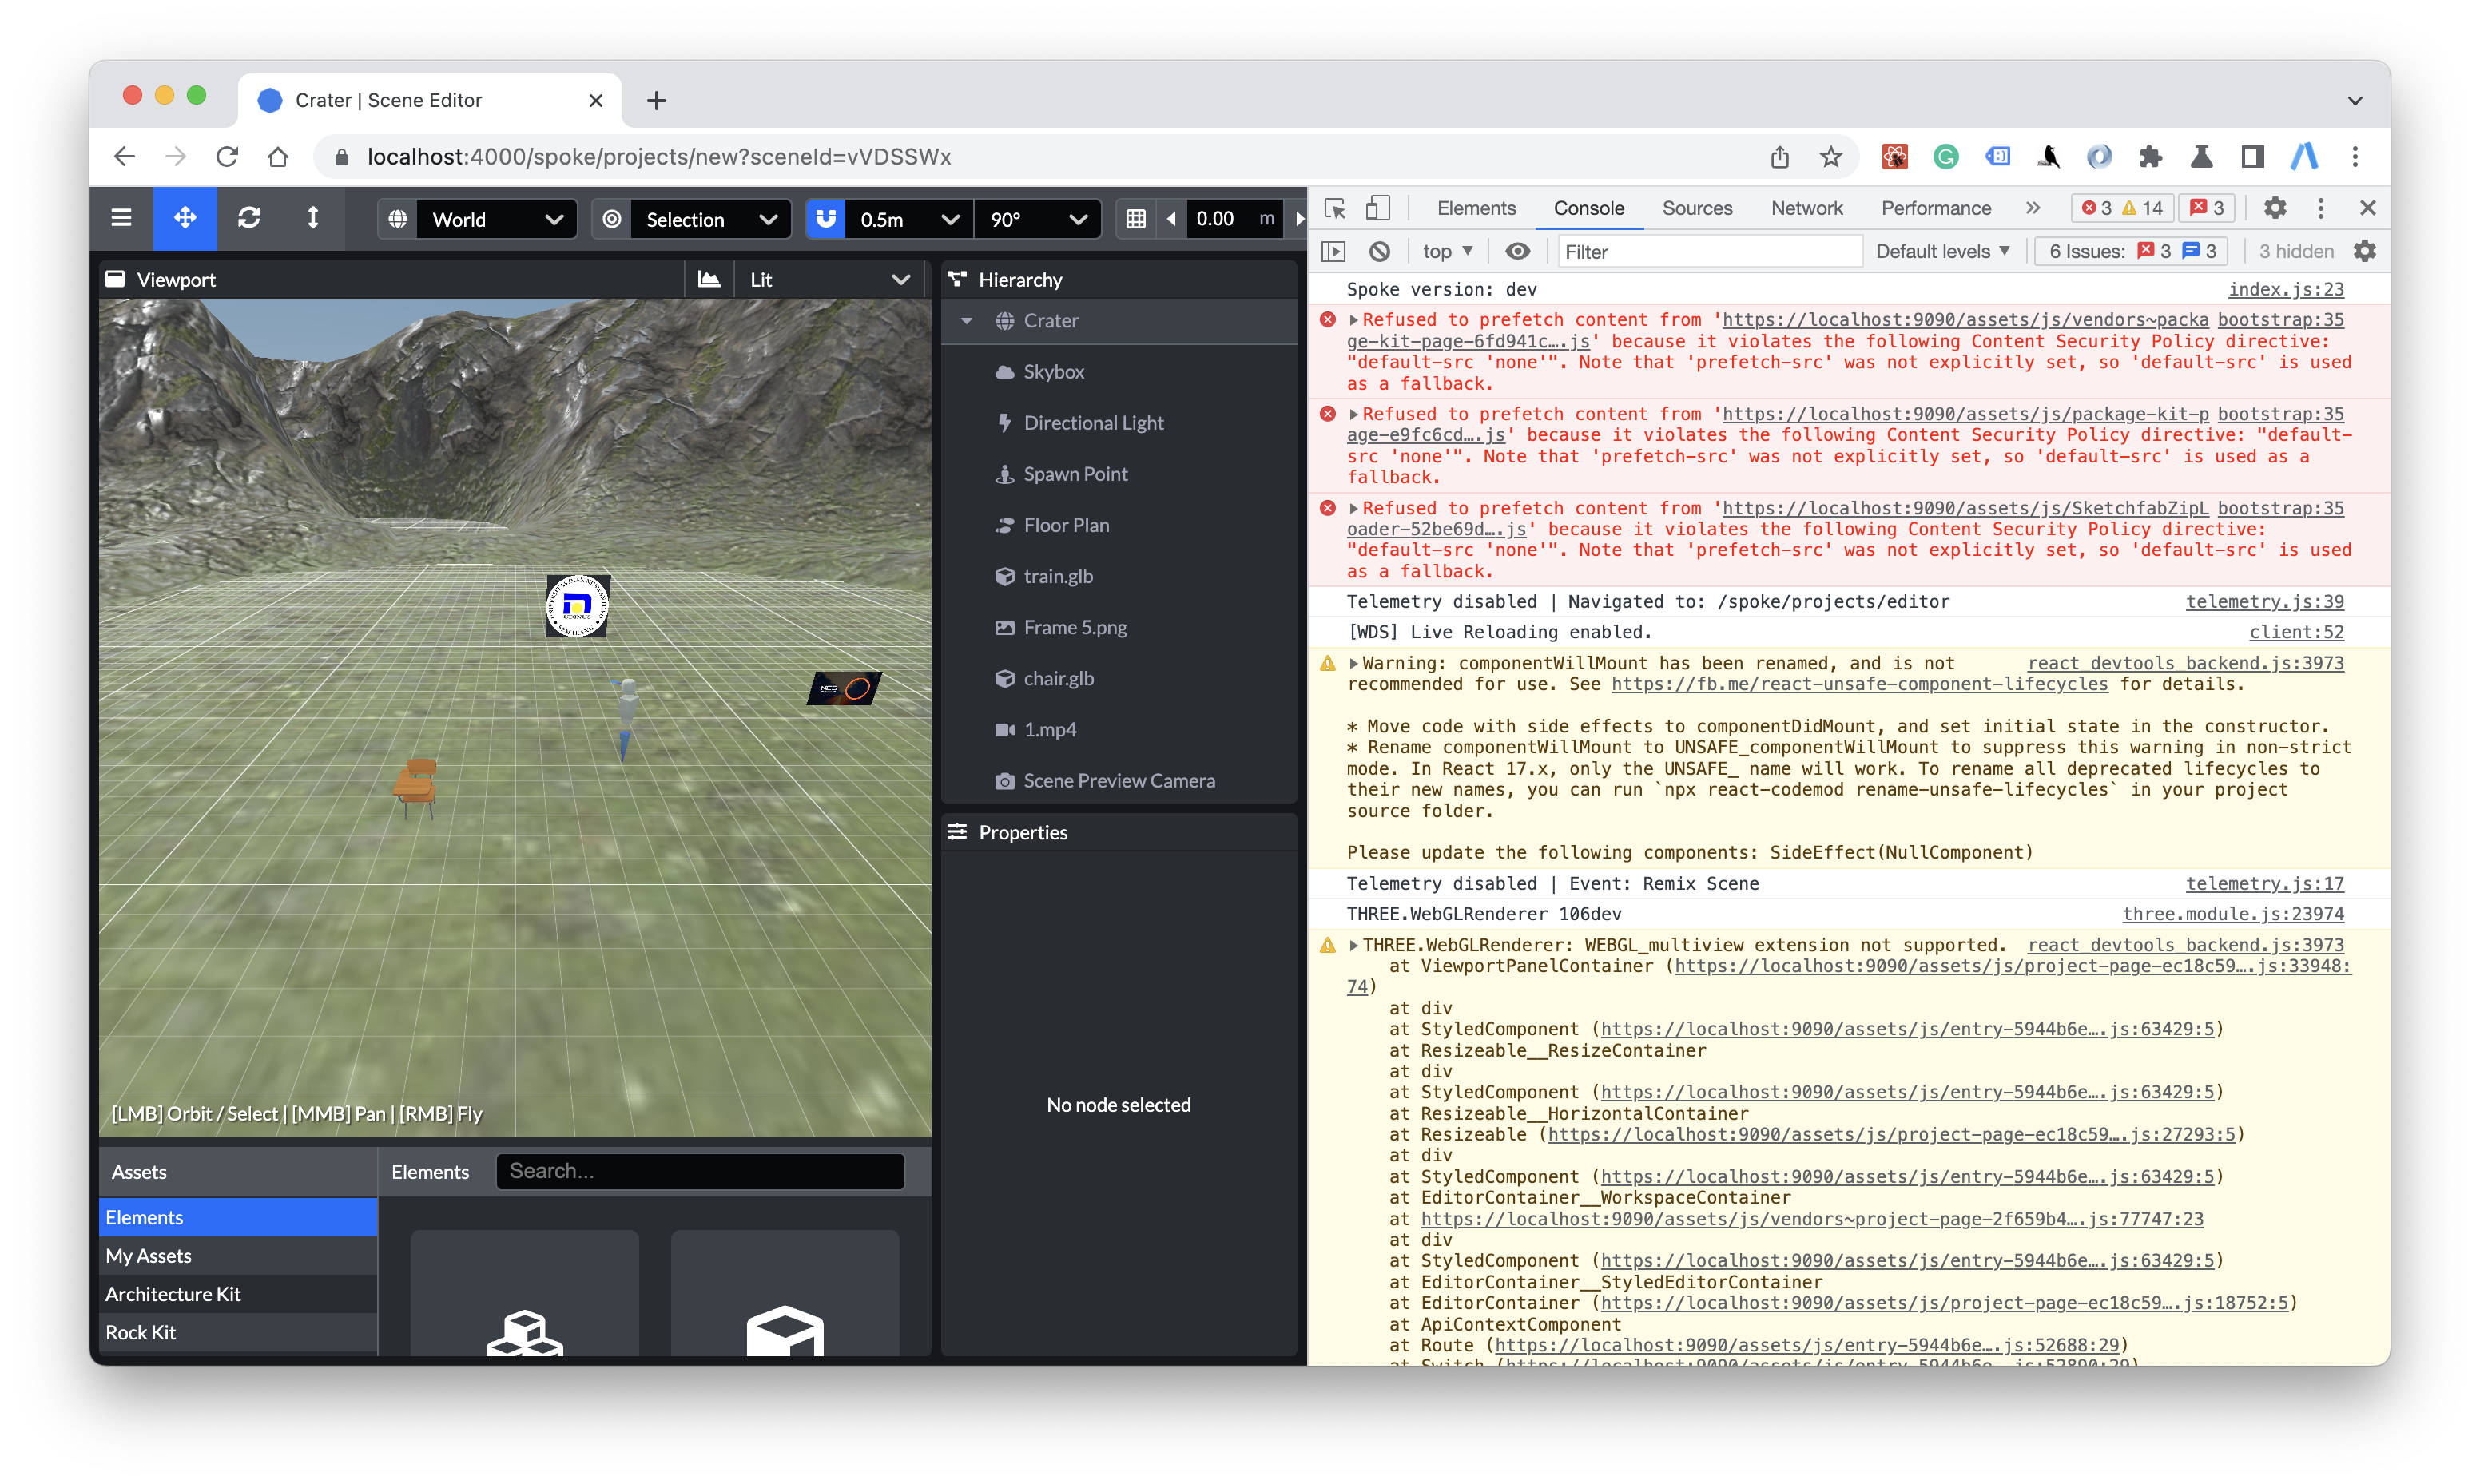 Crater | Scene Editor
localhost:4000/spoke/projects/new?sceneId=vVDSSWx
World
Selection
0.5m
90°
0.00 m
Viewport
Lit
[LMB] Orbit / Select | [MMB] Pan | [RMB] Fly
Hierarchy
Crater
Skybox
Directional Light
Spawn Point
Floor Plan
train.glb
Frame 5.png
chair.glb
1.mp4
Scene Preview Camera
Properties
No node selected
Assets
Elements
My Assets
Architecture Kit
Rock Kit
Elements
Search...
UNIVERSITAS DIAN NUSWANTORO
UDINUS
SEMARANG
NCS
Elements
Console
Sources
Network
Performance
3
14
3
top
Filter
Default levels
6 Issues: 3 3
3 hidden
Spoke version: dev index.js:23
Refused to prefetch content from 'https://localhost:9090/assets/js/vendors~packa bootstrap:35
ge-kit-page-6fd941c….js' because it violates the following Content Security Policy directive:
"default-src 'none'". Note that 'prefetch-src' was not explicitly set, so 'default-src' is used
as a fallback.
Refused to prefetch content from 'https://localhost:9090/assets/js/package-kit-p bootstrap:35
age-e9fc6cd….js' because it violates the following Content Security Policy directive: "default-
src 'none'". Note that 'prefetch-src' was not explicitly set, so 'default-src' is used as a
fallback.
Refused to prefetch content from 'https://localhost:9090/assets/js/SketchfabZipL bootstrap:35
oader-52be69d….js' because it violates the following Content Security Policy directive:
"default-src 'none'". Note that 'prefetch-src' was not explicitly set, so 'default-src' is used
as a fallback.
Telemetry disabled | Navigated to: /spoke/projects/editor telemetry.js:39
[WDS] Live Reloading enabled. client:52
Warning: componentWillMount has been renamed, and is not react_devtools_backend.js:3973
recommended for use. See https://fb.me/react-unsafe-component-lifecycles for details.
* Move code with side effects to componentDidMount, and set initial state in the constructor.
* Rename componentWillMount to UNSAFE_componentWillMount to suppress this warning in non-strict
mode. In React 17.x, only the UNSAFE_ name will work. To rename all deprecated lifecycles to
their new names, you can run `npx react-codemod rename-unsafe-lifecycles` in your project
source folder.
Please update the following components: SideEffect(NullComponent)
Telemetry disabled | Event: Remix Scene telemetry.js:17
THREE.WebGLRenderer 106dev three.module.js:23974
THREE.WebGLRenderer: WEBGL_multiview extension not supported. react_devtools_backend.js:3973
at ViewportPanelContainer (https://localhost:9090/assets/js/project-page-ec18c59….js:33948:
74)
at div
at StyledComponent (https://localhost:9090/assets/js/entry-5944b6e….js:63429:5)
at Resizeable__ResizeContainer
at div
at StyledComponent (https://localhost:9090/assets/js/entry-5944b6e….js:63429:5)
at Resizeable__HorizontalContainer
at Resizeable (https://localhost:9090/assets/js/project-page-ec18c59….js:27293:5)
at div
at StyledComponent (https://localhost:9090/assets/js/entry-5944b6e….js:63429:5)
at EditorContainer__WorkspaceContainer
at https://localhost:9090/assets/js/vendors~project-page-2f659b4….js:77747:23
at div
at StyledComponent (https://localhost:9090/assets/js/entry-5944b6e….js:63429:5)
at EditorContainer__StyledEditorContainer
at EditorContainer (https://localhost:9090/assets/js/project-page-ec18c59….js:18752:5)
at ApiContextComponent
at Route (https://localhost:9090/assets/js/entry-5944b6e….js:52688:29)
at Switch (https://localhost:9090/assets/js/entry-5944b6e….js:52890:29)